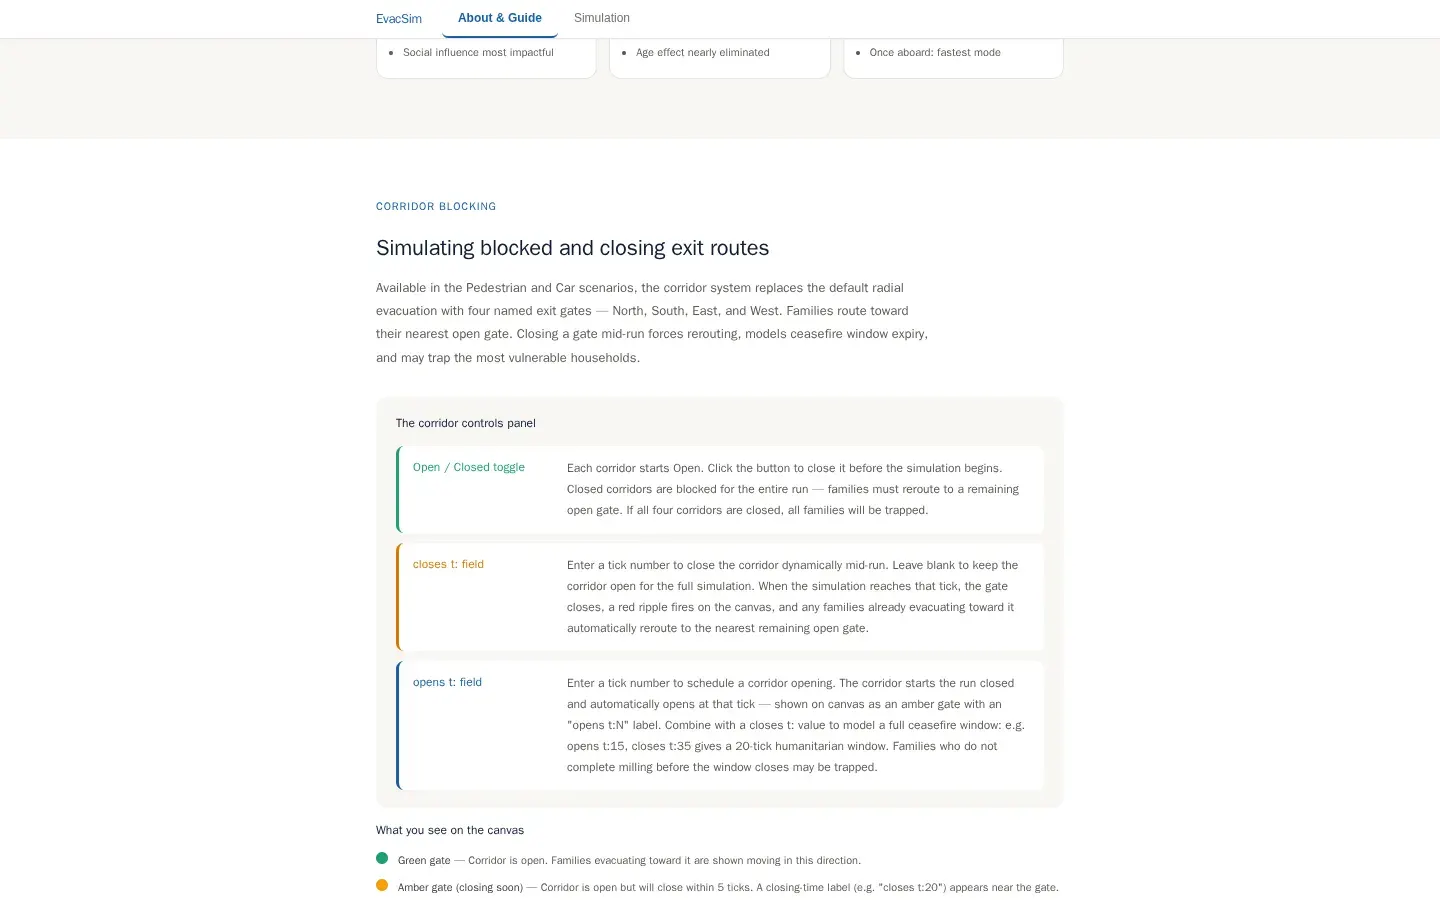 EvacSim
About & Guide
Simulation
Social influence most impactful
Age effect nearly eliminated
Once aboard: fastest mode
CORRIDOR BLOCKING
Simulating blocked and closing exit routes
Available in the Pedestrian and Car scenarios, the corridor system replaces the default radial
evacuation with four named exit gates — North, South, East, and West. Families route toward
their nearest open gate. Closing a gate mid-run forces rerouting, models ceasefire window expiry,
and may trap the most vulnerable households.
The corridor controls panel
Open / Closed toggle
Each corridor starts Open. Click the button to close it before the simulation begins.
Closed corridors are blocked for the entire run — families must reroute to a remaining
open gate. If all four corridors are closed, all families will be trapped.
closes t: field
Enter a tick number to close the corridor dynamically mid-run. Leave blank to keep the
corridor open for the full simulation. When the simulation reaches that tick, the gate
closes, a red ripple fires on the canvas, and any families already evacuating toward it
automatically reroute to the nearest remaining open gate.
opens t: field
Enter a tick number to schedule a corridor opening. The corridor starts the run closed
and automatically opens at that tick — shown on canvas as an amber gate with an
"opens t:N" label. Combine with a closes t: value to model a full ceasefire window: e.g.
opens t:15, closes t:35 gives a 20-tick humanitarian window. Families who do not
complete milling before the window closes may be trapped.
What you see on the canvas
Green gate — Corridor is open. Families evacuating toward it are shown moving in this direction.
Amber gate (closing soon) — Corridor is open but will close within 5 ticks. A closing-time label (e.g. "closes t:20") appears near the gate.